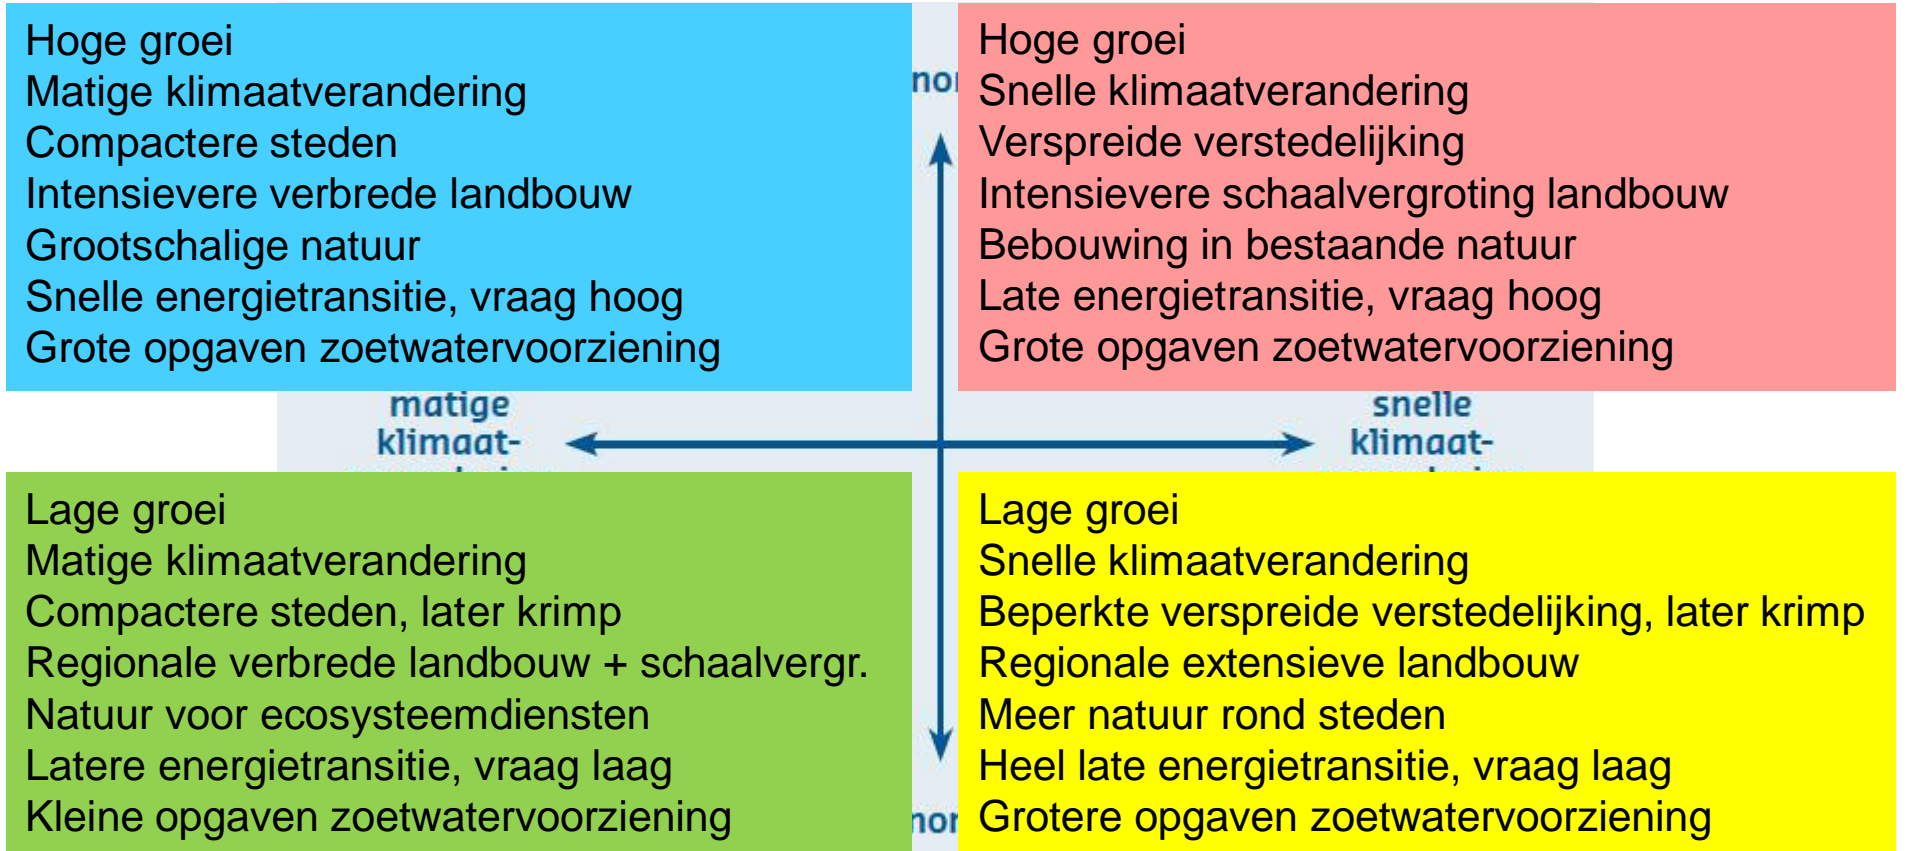 Hoge groei
Matige klimaatverandering
Compactere steden
Intensievere verbrede landbouw
Grootschalige natuur
Snelle energietransitie, vraag hoog
Grote opgaven zoetwatervoorziening
Hoge groei
Snelle klimaatverandering
Verspreide verstedelijking
Intensievere schaalvergroting landbouw
Bebouwing in bestaande natuur
Late energietransitie, vraag hoog
Grote opgaven zoetwatervoorziening
matige
klimaat-
snelle
klimaat-
Lage groei
Matige klimaatverandering
Compactere steden, later krimp
Regionale verbrede landbouw + schaalvergr.
Natuur voor ecosysteemdiensten
Latere energietransitie, vraag laag
Kleine opgaven zoetwatervoorziening
Lage groei
Snelle klimaatverandering
Beperkte verspreide verstedelijking, later krimp
Regionale extensieve landbouw
Meer natuur rond steden
Heel late energietransitie, vraag laag
Grotere opgaven zoetwatervoorziening